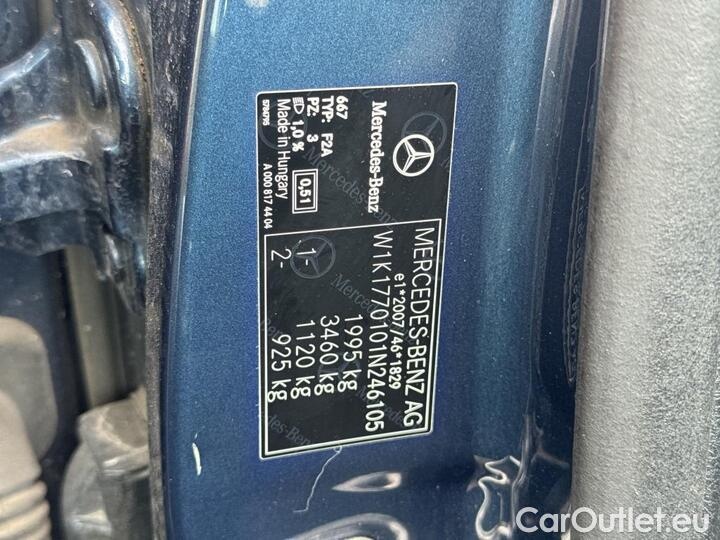 Mercedes-Benz
667
TYP: F2A
PZ: 3
1,0 %
0,51
Made in Hungary
A 000 817 44 04
5784795
MERCEDES-BENZ AG
e1*2007/46*1829
W1K1770101N246105
1995 kg
3460 kg
1- 1120 kg
2- 925 kg
CarOutlet.eu